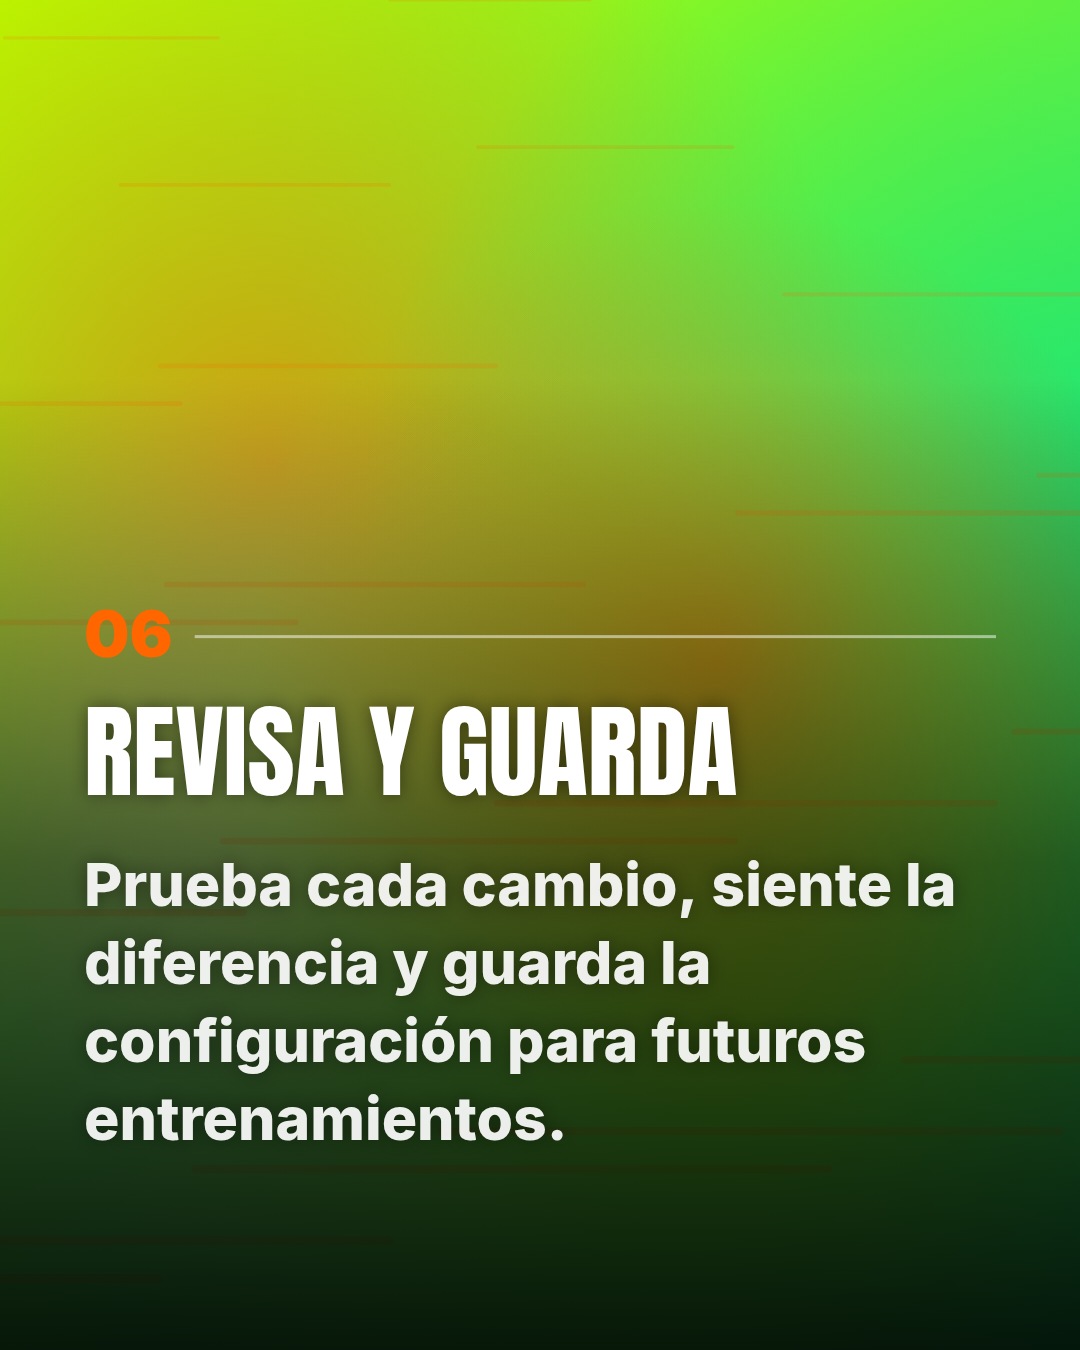 06
REVISA Y GUARDA
Prueba cada cambio, siente la
diferencia y guarda la
configuración para futuros
entrenamientos.